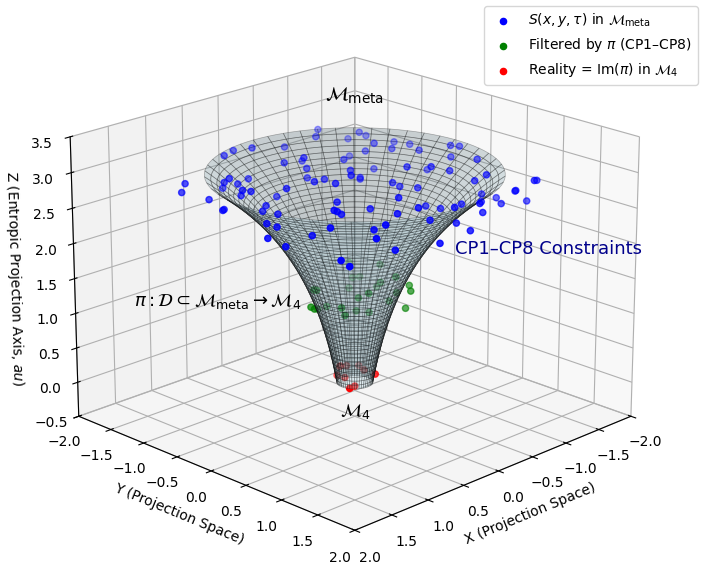 S(x, y, τ) in ℳ_meta
Filtered by π (CP1–CP8)
Reality = Im(π) in ℳ₄
ℳ_meta
CP1–CP8 Constraints
π : 𝒟 ⊂ ℳ_meta → ℳ₄
ℳ₄
Z (Entropic Projection Axis, au)
3.5
3.0
2.5
2.0
1.5
1.0
0.5
0.0
−0.5
Y (Projection Space)
−2.0
−1.5
−1.0
−0.5
0.0
0.5
1.0
1.5
2.0
X (Projection Space)
2.0
1.5
1.0
0.5
0.0
−0.5
−1.0
−1.5
−2.0